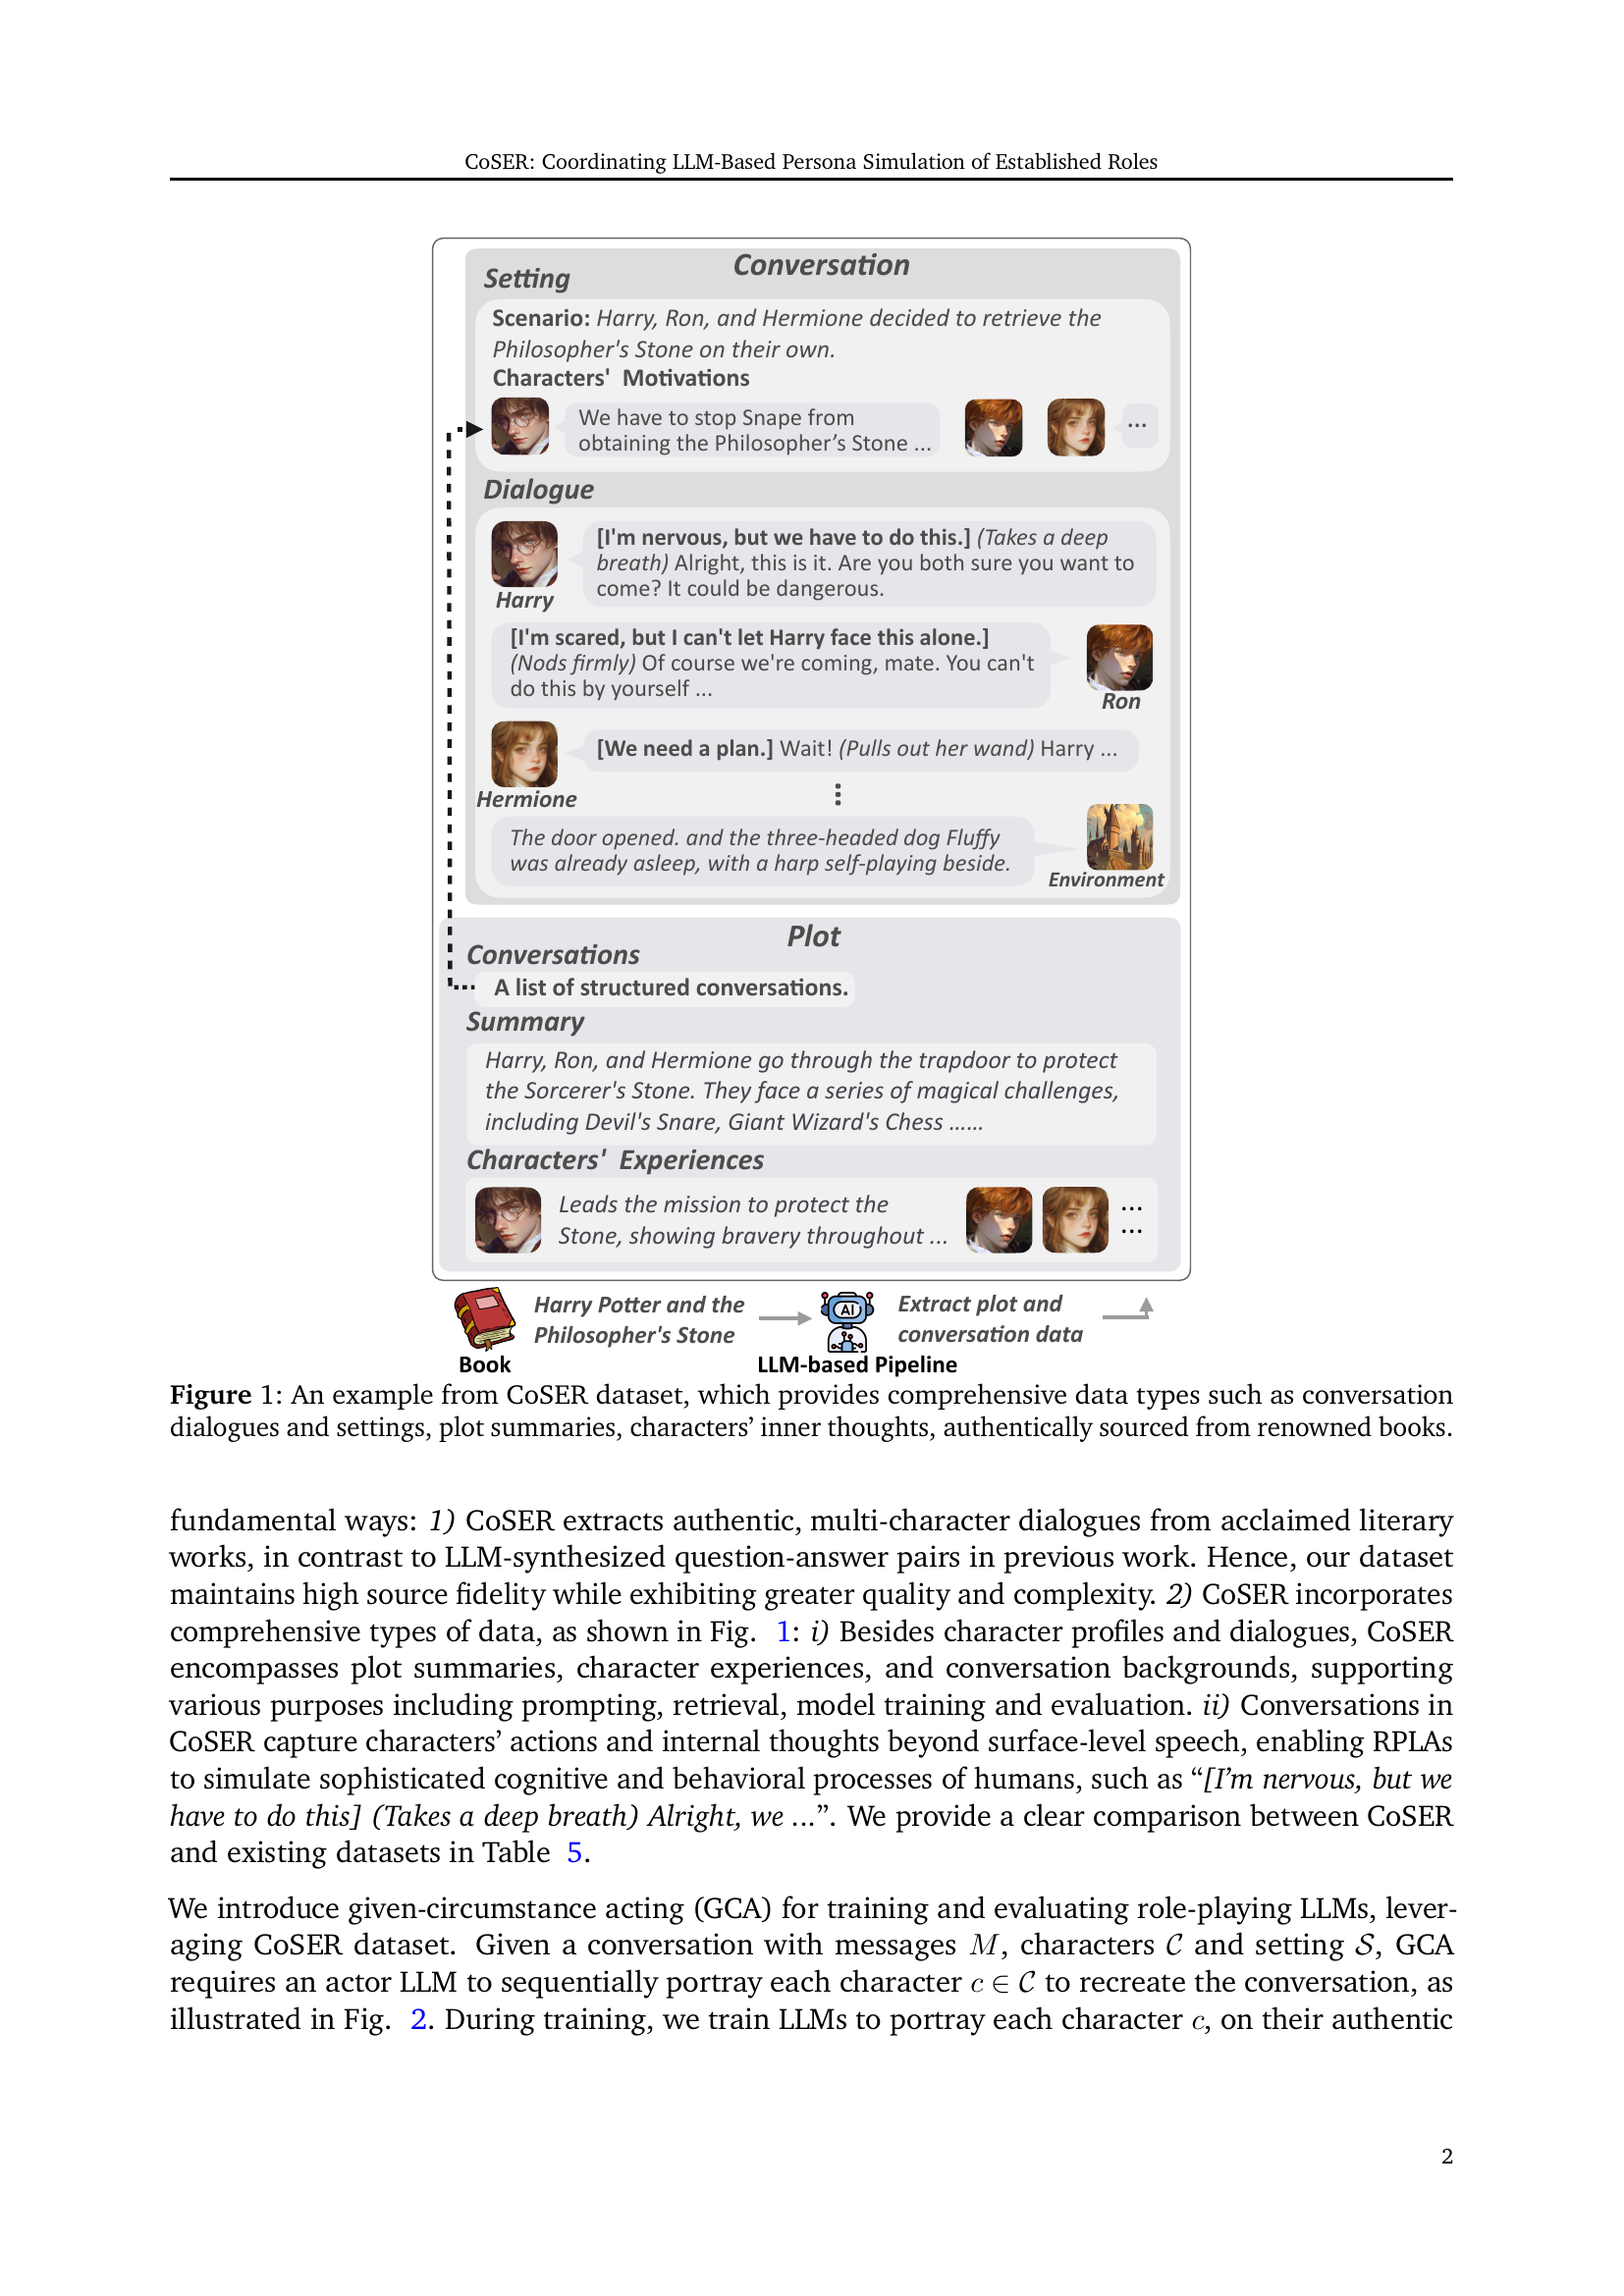 CoSER: Coordinating LLM-Based Persona Simulation of Established Roles
Conversation
Setting
Scenario: Harry, Ron, and Hermione decided to retrieve the
Philosopher's Stone on their own.
Characters' Motivations
We have to stop Snape from
obtaining the Philosopher’s Stone ...
...
Dialogue
[I'm nervous, but we have to do this.] (Takes a deep
breath) Alright, this is it. Are you both sure you want to
come? It could be dangerous.
Harry
[I'm scared, but I can't let Harry face this alone.]
(Nods firmly) Of course we're coming, mate. You can't
do this by yourself ...
Ron
[We need a plan.] Wait! (Pulls out her wand) Harry ...
Hermione
The door opened. and the three-headed dog Fluffy
was already asleep, with a harp self-playing beside.
Environment
Plot
Conversations
A list of structured conversations.
Summary
Harry, Ron, and Hermione go through the trapdoor to protect
the Sorcerer's Stone. They face a series of magical challenges,
including Devil's Snare, Giant Wizard's Chess ......
Characters' Experiences
Leads the mission to protect the
Stone, showing bravery throughout ...
...
...
Harry Potter and the
Philosopher's Stone
AI
Extract plot and
conversation data
Book
LLM-based Pipeline
Figure 1: An example from CoSER dataset, which provides comprehensive data types such as conversation
dialogues and settings, plot summaries, characters’ inner thoughts, authentically sourced from renowned books.
fundamental ways: 1) CoSER extracts authentic, multi-character dialogues from acclaimed literary
works, in contrast to LLM-synthesized question-answer pairs in previous work. Hence, our dataset
maintains high source fidelity while exhibiting greater quality and complexity. 2) CoSER incorporates
comprehensive types of data, as shown in Fig. 1: i) Besides character profiles and dialogues, CoSER
encompasses plot summaries, character experiences, and conversation backgrounds, supporting
various purposes including prompting, retrieval, model training and evaluation. ii) Conversations in
CoSER capture characters’ actions and internal thoughts beyond surface-level speech, enabling RPLAs
to simulate sophisticated cognitive and behavioral processes of humans, such as “[I’m nervous, but we
have to do this] (Takes a deep breath) Alright, we ...”. We provide a clear comparison between CoSER
and existing datasets in Table 5.
We introduce given-circumstance acting (GCA) for training and evaluating role-playing LLMs, lever-
aging CoSER dataset. Given a conversation with messages M, characters C and setting S, GCA
requires an actor LLM to sequentially portray each character c ∈ C to recreate the conversation, as
illustrated in Fig. 2. During training, we train LLMs to portray each character c, on their authentic
2